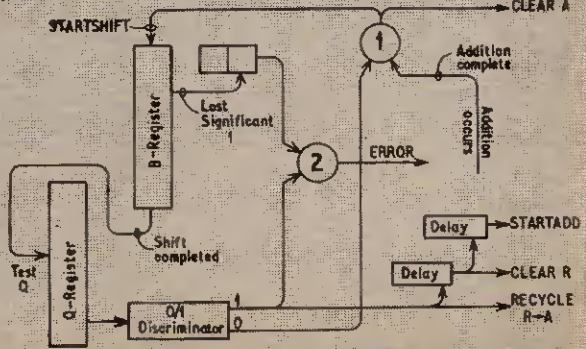 CLEAR A
STARTSHIFT
1
Addition
complete
B-Register
Last
Significant
1
Addition
occurs
2
ERROR
Delay
STARTADD
Shift
completed
Test
Q
Q-Register
Delay
CLEAR R
0/1
Discriminator
1
0
RECYCLE
R→A